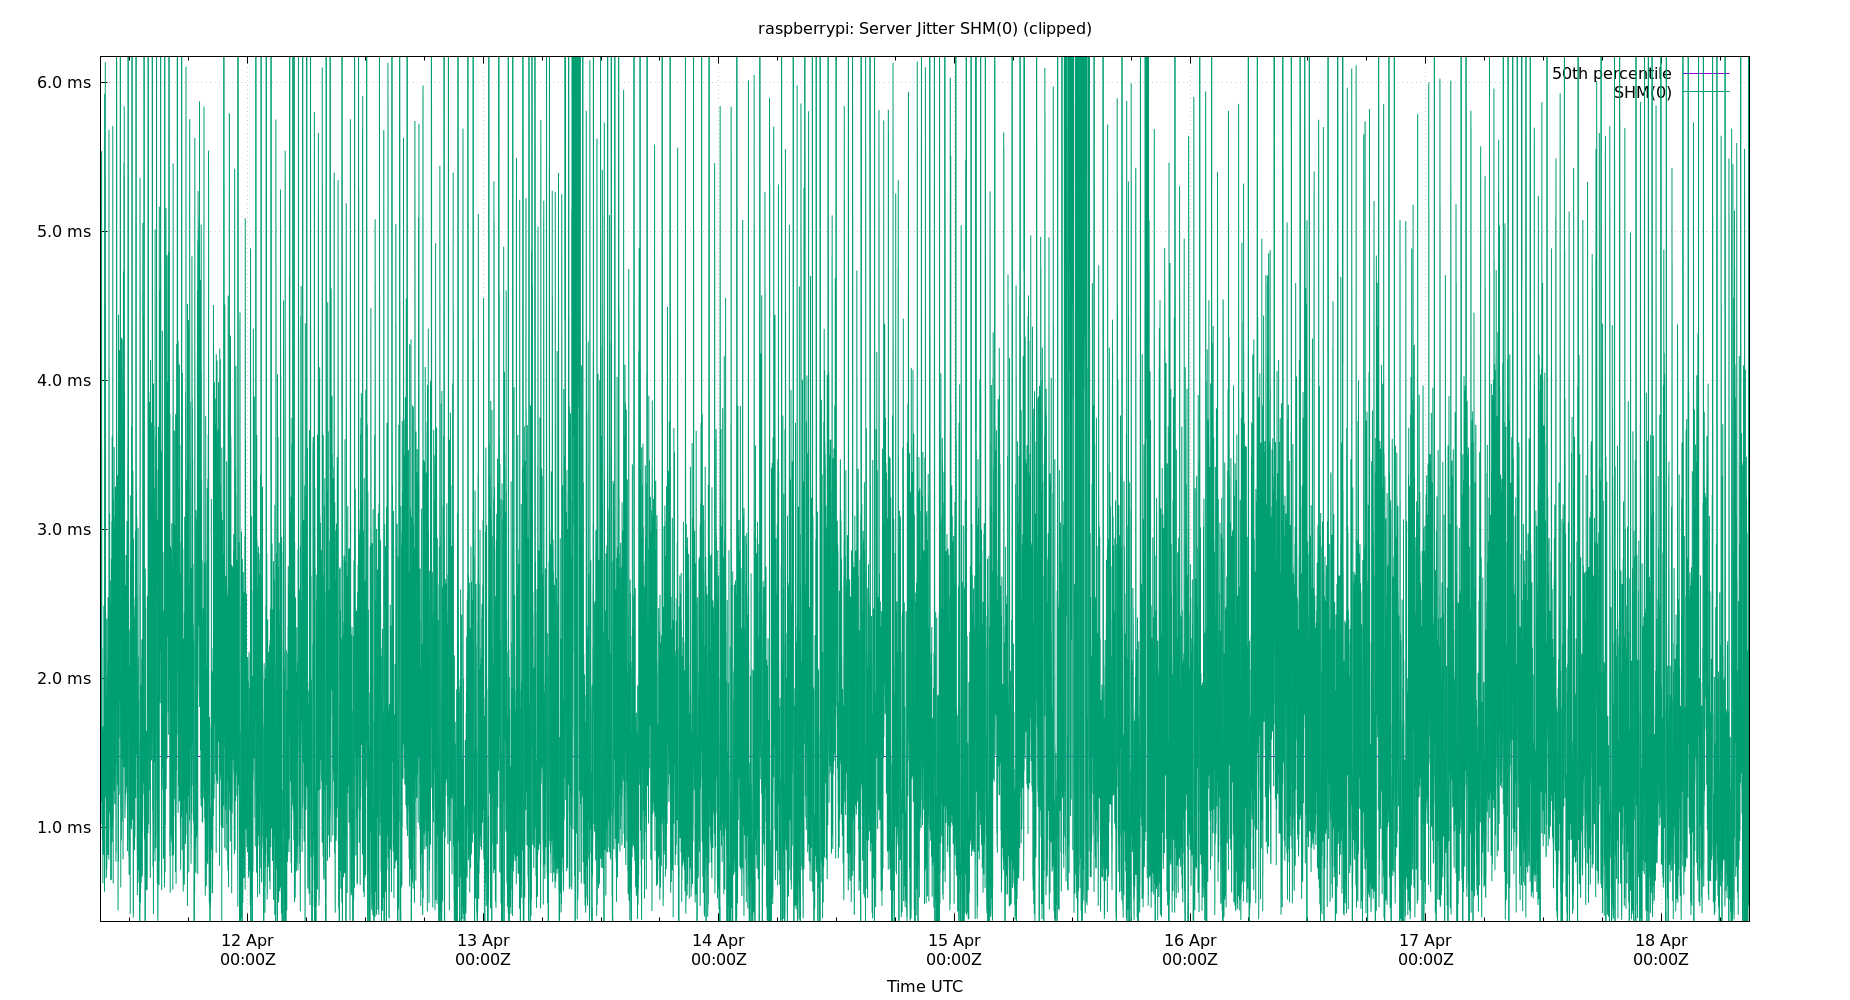 raspberrypi: Server Jitter SHM(0) (clipped)
50th percentile
SHM(0)
6.0 ms
5.0 ms
4.0 ms
3.0 ms
2.0 ms
1.0 ms
12 Apr 13 Apr 14 Apr 15 Apr 16 Apr 17 Apr 18 Apr
00:00Z 00:00Z 00:00Z 00:00Z 00:00Z 00:00Z 00:00Z
Time UTC